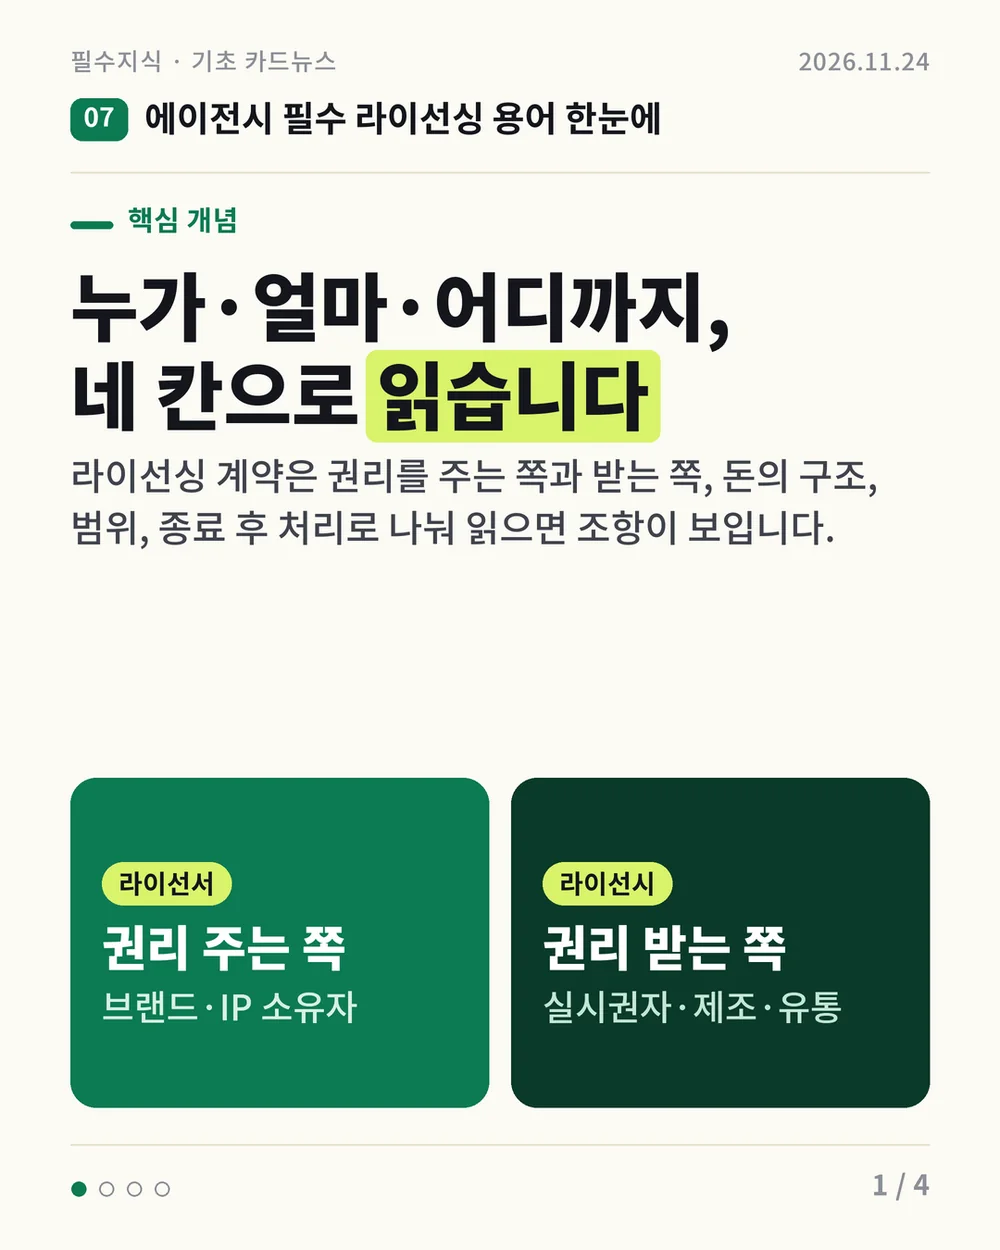 필수지식 · 기초 카드뉴스
2026.11.24
07 에이전시 필수 라이선싱 용어 한눈에
핵심 개념
누가·얼마·어디까지,
네 칸으로 읽습니다
라이선싱 계약은 권리를 주는 쪽과 받는 쪽, 돈의 구조,
범위, 종료 후 처리로 나눠 읽으면 조항이 보입니다.
라이선서
권리 주는 쪽
브랜드·IP 소유자
라이선시
권리 받는 쪽
실시권자·제조·유통
1 / 4